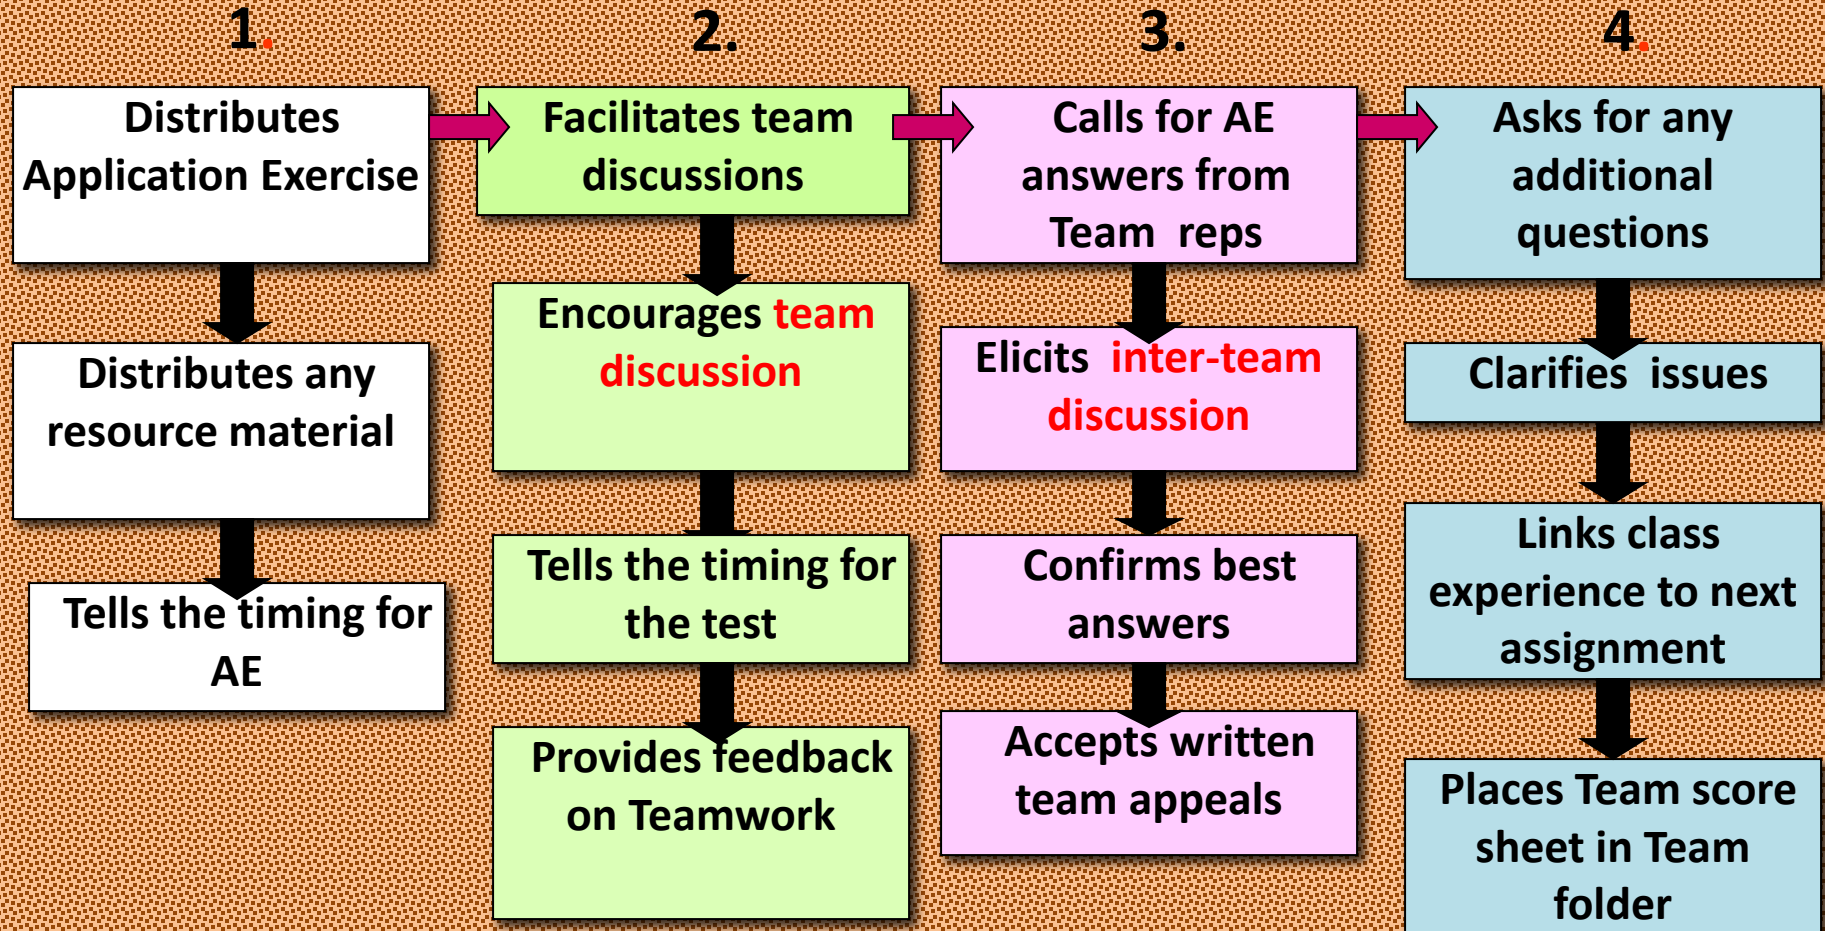 1.
Distributes
Application Exercise
Distributes any
resource material
Tells the timing for
AE
2.
Facilitates team
discussions
Encourages team
discussion
Tells the timing for
the test
Provides feedback
on Teamwork
3.
Calls for AE
answers from
Team reps
Elicits inter-team
discussion
Confirms best
answers
Accepts written
team appeals
4.
Asks for any
additional
questions
Clarifies issues
Links class
experience to next
assignment
Places Team score
sheet in Team
folder